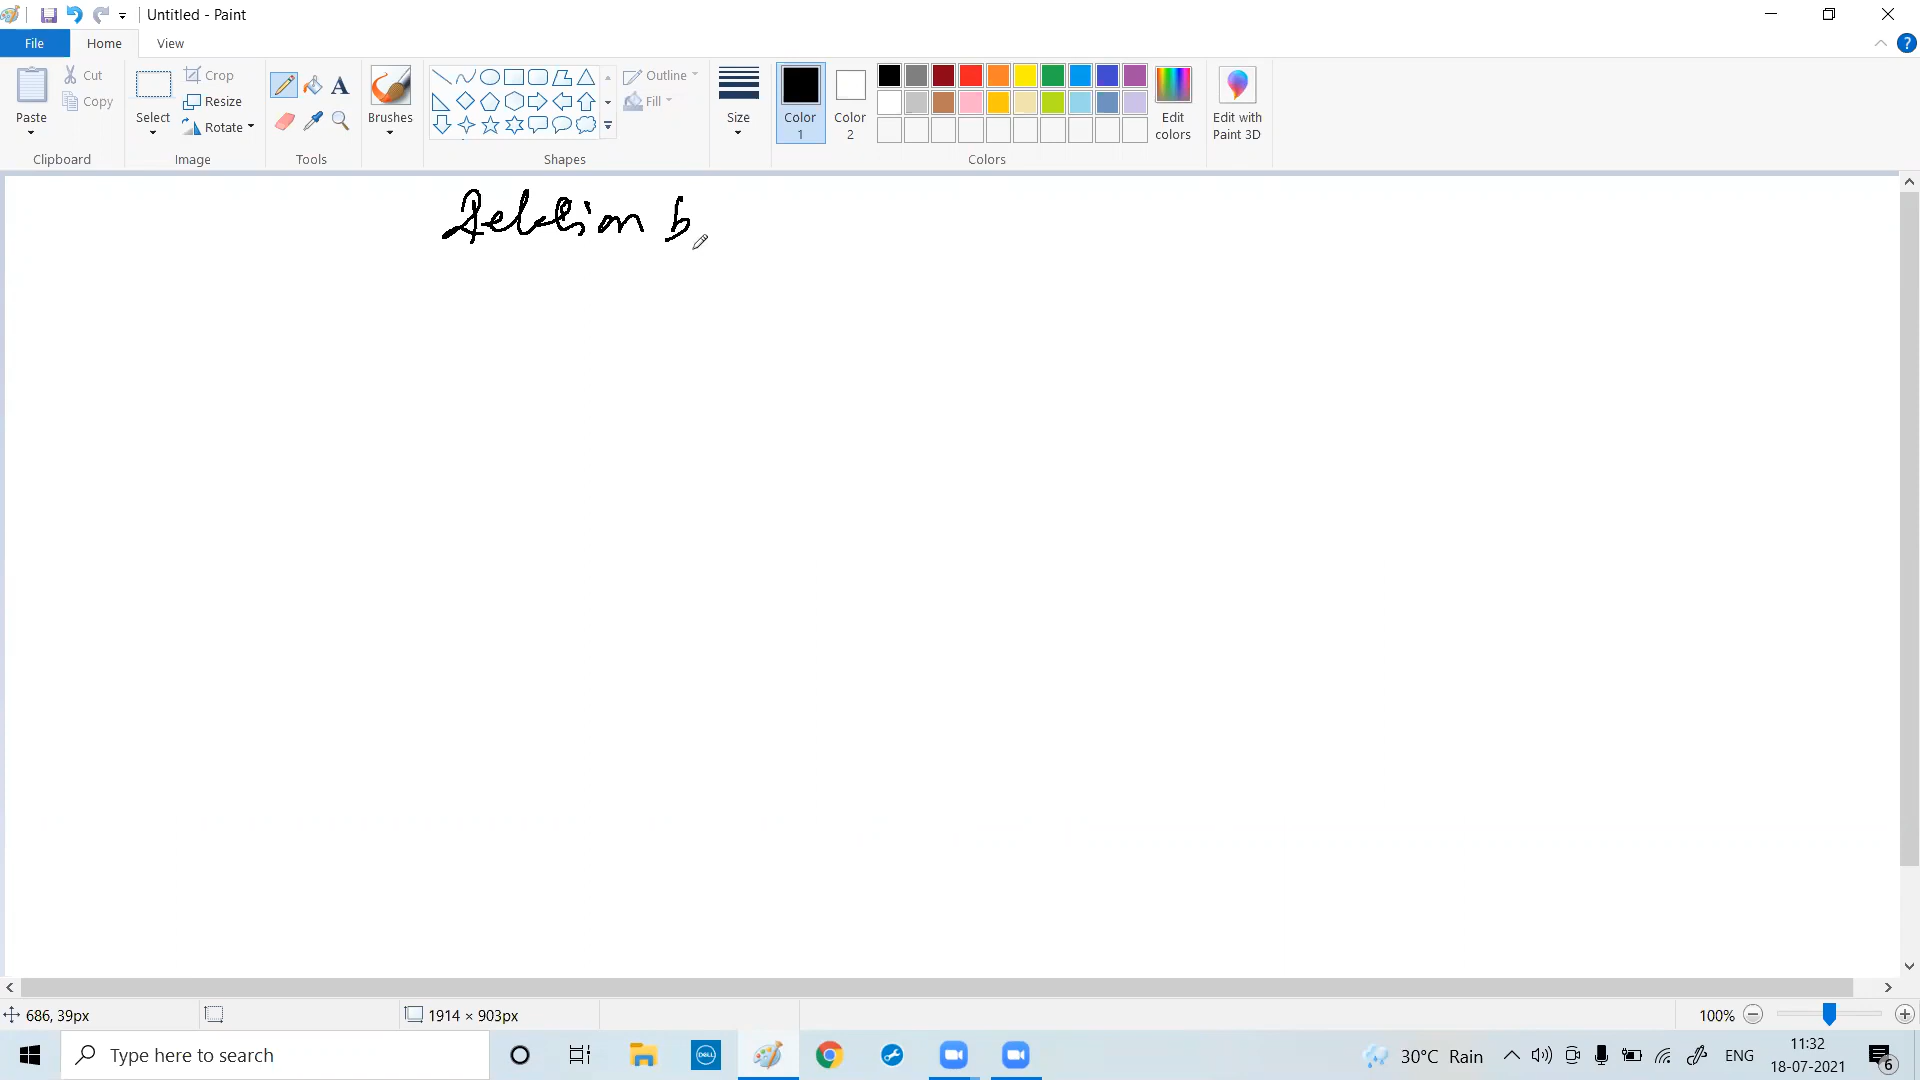 Untitled - Paint
File Home View
Paste Cut Copy Select Crop Resize Rotate Brushes Outline Fill Size Color 1 Color 2 Edit colors Edit with Paint 3D
Clipboard Image Tools Shapes Colors
Relation b
686, 39px 1914 × 903px 100%
Type here to search DELL 30°C Rain ENG 11:32 18-07-2021 6